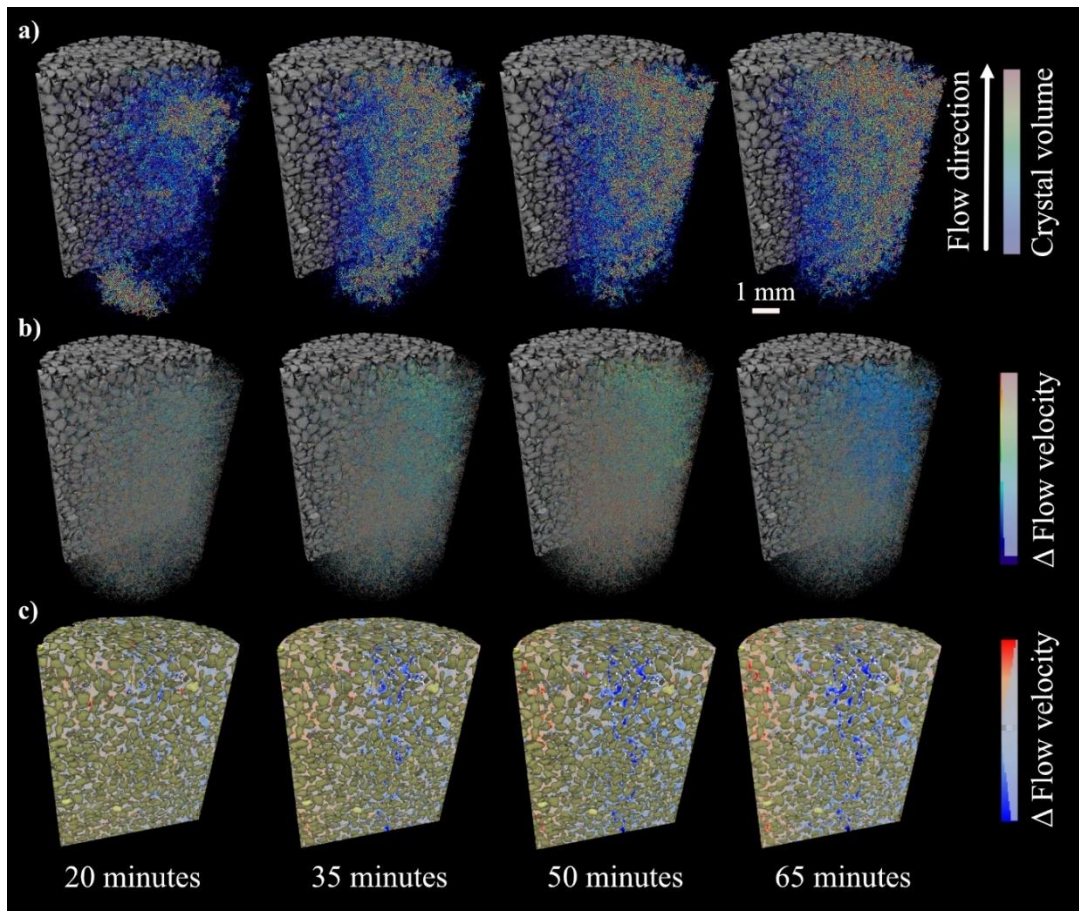 a)
Flow direction
Crystal volume
1 mm
b)
Δ Flow velocity
c)
Δ Flow velocity
20 minutes
35 minutes
50 minutes
65 minutes